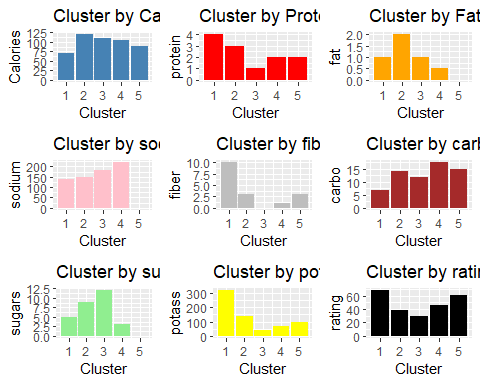 Cluster by Ca
Calories
125
100
75
50
25
0
1 2 3 4 5
Cluster
Cluster by Prote
protein
4
3
2
1
0
1 2 3 4 5
Cluster
Cluster by Fat
fat
2.0
1.5
1.0
0.5
0.0
1 2 3 4 5
Cluster
Cluster by so
sodium
200
150
100
50
0
1 2 3 4 5
Cluster
Cluster by fib
fiber
10.0
7.5
5.0
2.5
0.0
1 2 3 4 5
Cluster
Cluster by carb
carbo
15
10
5
0
1 2 3 4 5
Cluster
Cluster by su
sugars
12.5
10.0
7.5
5.0
2.5
0.0
1 2 3 4 5
Cluster
Cluster by pot
potass
300
200
100
0
1 2 3 4 5
Cluster
Cluster by ratin
rating
60
40
20
0
1 2 3 4 5
Cluster